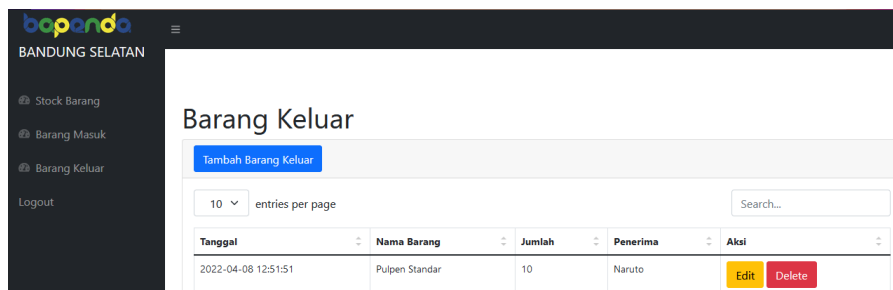 bapenda
BANDUNG SELATAN
Stock Barang
Barang Masuk
Barang Keluar
Logout
Barang Keluar
Tambah Barang Keluar
10 entries per page
Search...
Tanggal Nama Barang Jumlah Penerima Aksi
2022-04-08 12:51:51 Pulpen Standar 10 Naruto Edit Delete